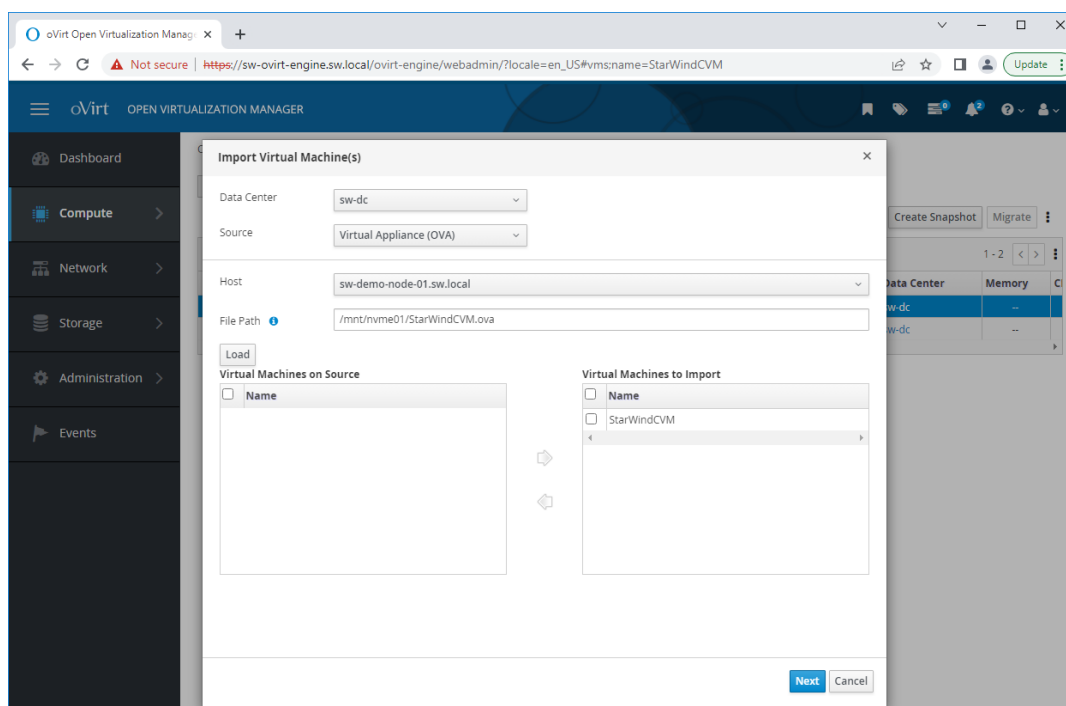 oVirt Open Virtualization Manag
Not secure | https://sw-ovirt-engine.sw.local/ovirt-engine/webadmin/?locale=en_US#vms;name=StarWindCVM
Update
oVirt OPEN VIRTUALIZATION MANAGER
0
2
Dashboard
Compute
Network
Storage
Administration
Events
Import Virtual Machine(s)
Data Center
sw-dc
Source
Virtual Appliance (OVA)
Host
sw-demo-node-01.sw.local
File Path
/mnt/nvme01/StarWindCVM.ova
Load
Virtual Machines on Source
Name
Virtual Machines to Import
Name
StarWindCVM
Next
Cancel
Create Snapshot
Migrate
1 - 2
Data Center
Memory
sw-dc
--
sw-dc
--